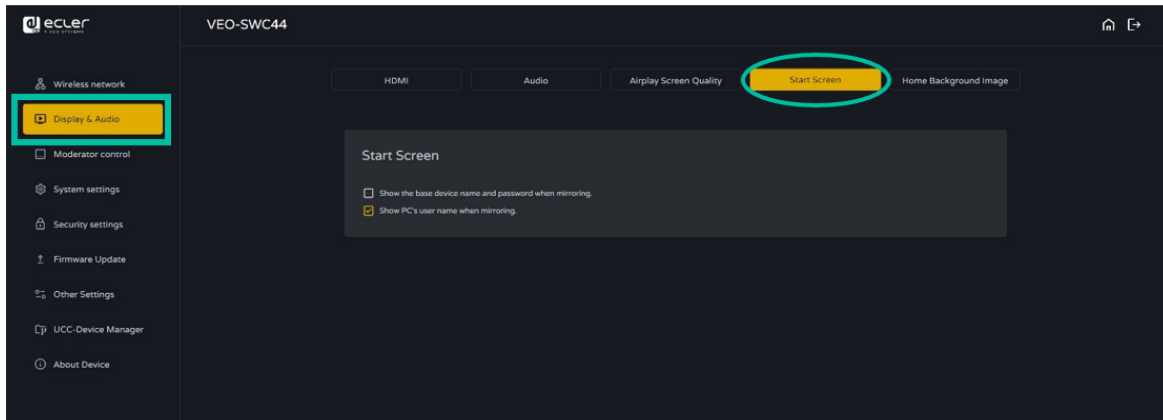 ecler
VEO-SWC44
Wireless network
Display & Audio
Moderator control
System settings
Security settings
Firmware Update
Other Settings
UCC-Device Manager
About Device
HDMI
Audio
Airplay Screen Quality
Start Screen
Home Background Image
Start Screen
Show the base device name and password when mirroring.
Show PC's user name when mirroring.